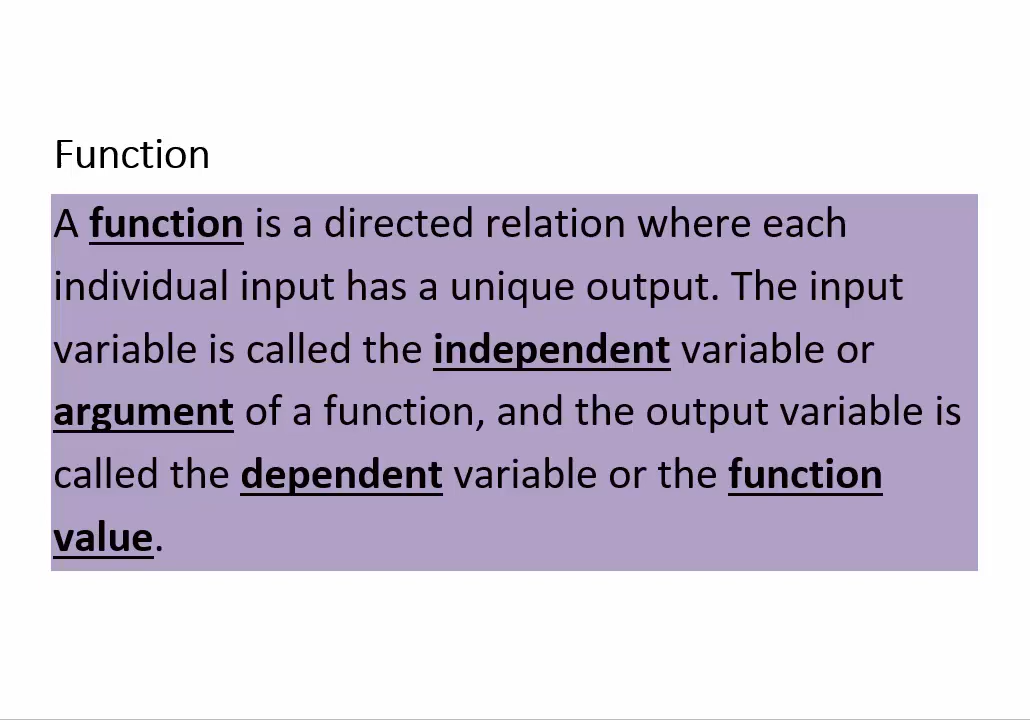 Function
A function is a directed relation where each
individual input has a unique output. The input
variable is called the independent variable or
argument of a function, and the output variable is
called the dependent variable or the function
value.